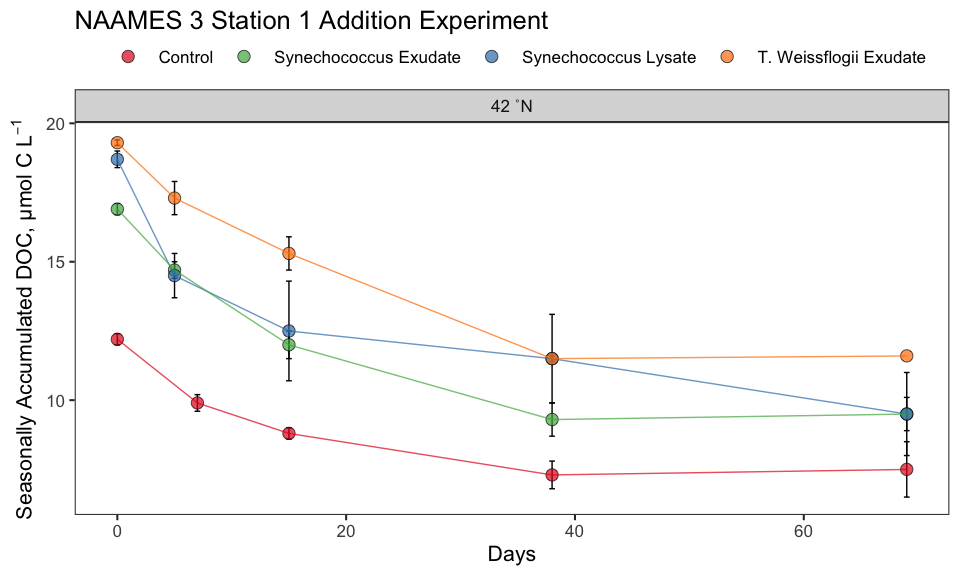 NAAMES 3 Station 1 Addition Experiment
Control Synechococcus Exudate Synechococcus Lysate T. Weissflogii Exudate
42 ˚N
Seasonally Accumulated DOC, μmol C L⁻¹
20
15
10
0 20 40 60
Days